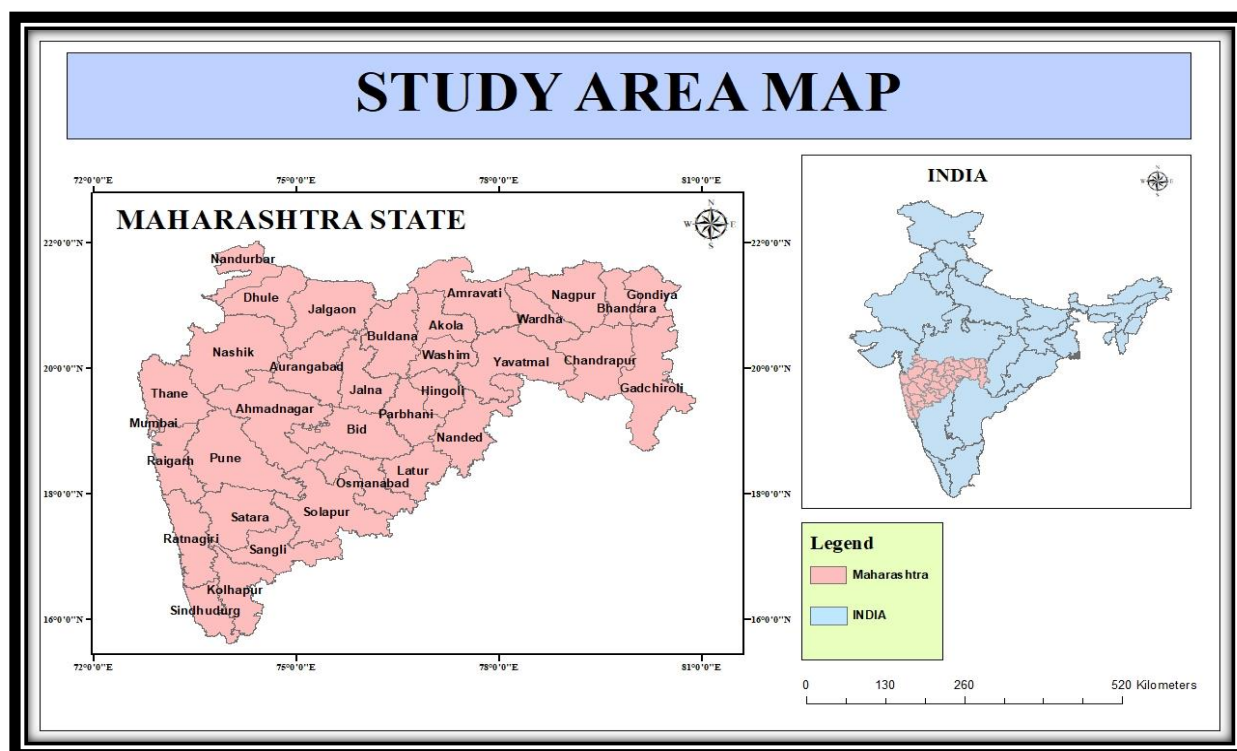 STUDY AREA MAP
72°0'0"E 75°0'0"E 78°0'0"E 81°0'0"E
MAHARASHTRA STATE
N
W E
S
22°0'0"N 22°0'0"N
20°0'0"N 20°0'0"N
18°0'0"N 18°0'0"N
16°0'0"N 16°0'0"N
Nandurbar
Dhule
Jalgaon
Amravati
Nagpur
Gondiya
Bhandara
Buldana
Akola
Wardha
Nashik
Aurangabad
Washim
Yavatmal
Chandrapur
Thane
Jalna
Hingoli
Gadchiroli
Ahmadnagar
Parbhani
Mumbai
Bid
Nanded
Raigarh
Pune
Latur
Osmanabad
Satara
Solapur
Ratnagiri
Sangli
Kolhapur
Sindhudurg
72°0'0"E 75°0'0"E 78°0'0"E 81°0'0"E
INDIA
N
W E
S
Legend
Maharashtra
INDIA
0 130 260 520 Kilometers